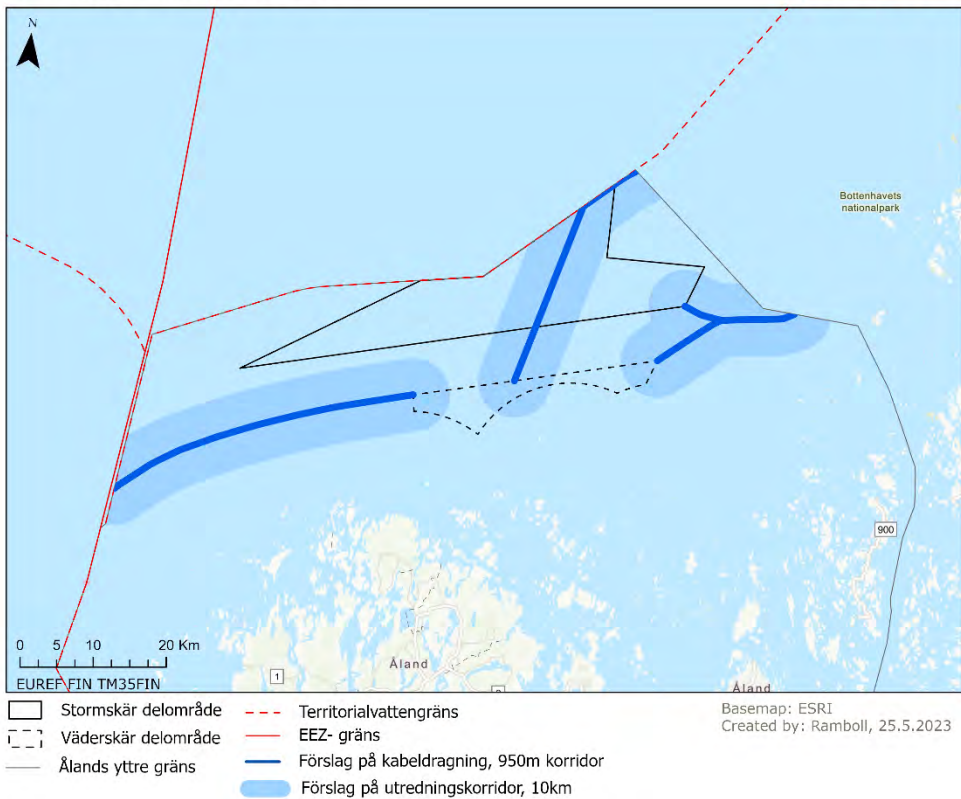 N
Bottenhavets
nationalpark
900
0 5 10 20 Km
EUREF FIN TM35FIN
1
Åland
Åland
Stormskär delområde
Väderskär delområde
Ålands yttre gräns
Territorialvattengräns
EEZ- gräns
Förslag på kabeldragning, 950m korridor
Förslag på utredningskorridor, 10km
Basemap: ESRI
Created by: Ramboll, 25.5.2023